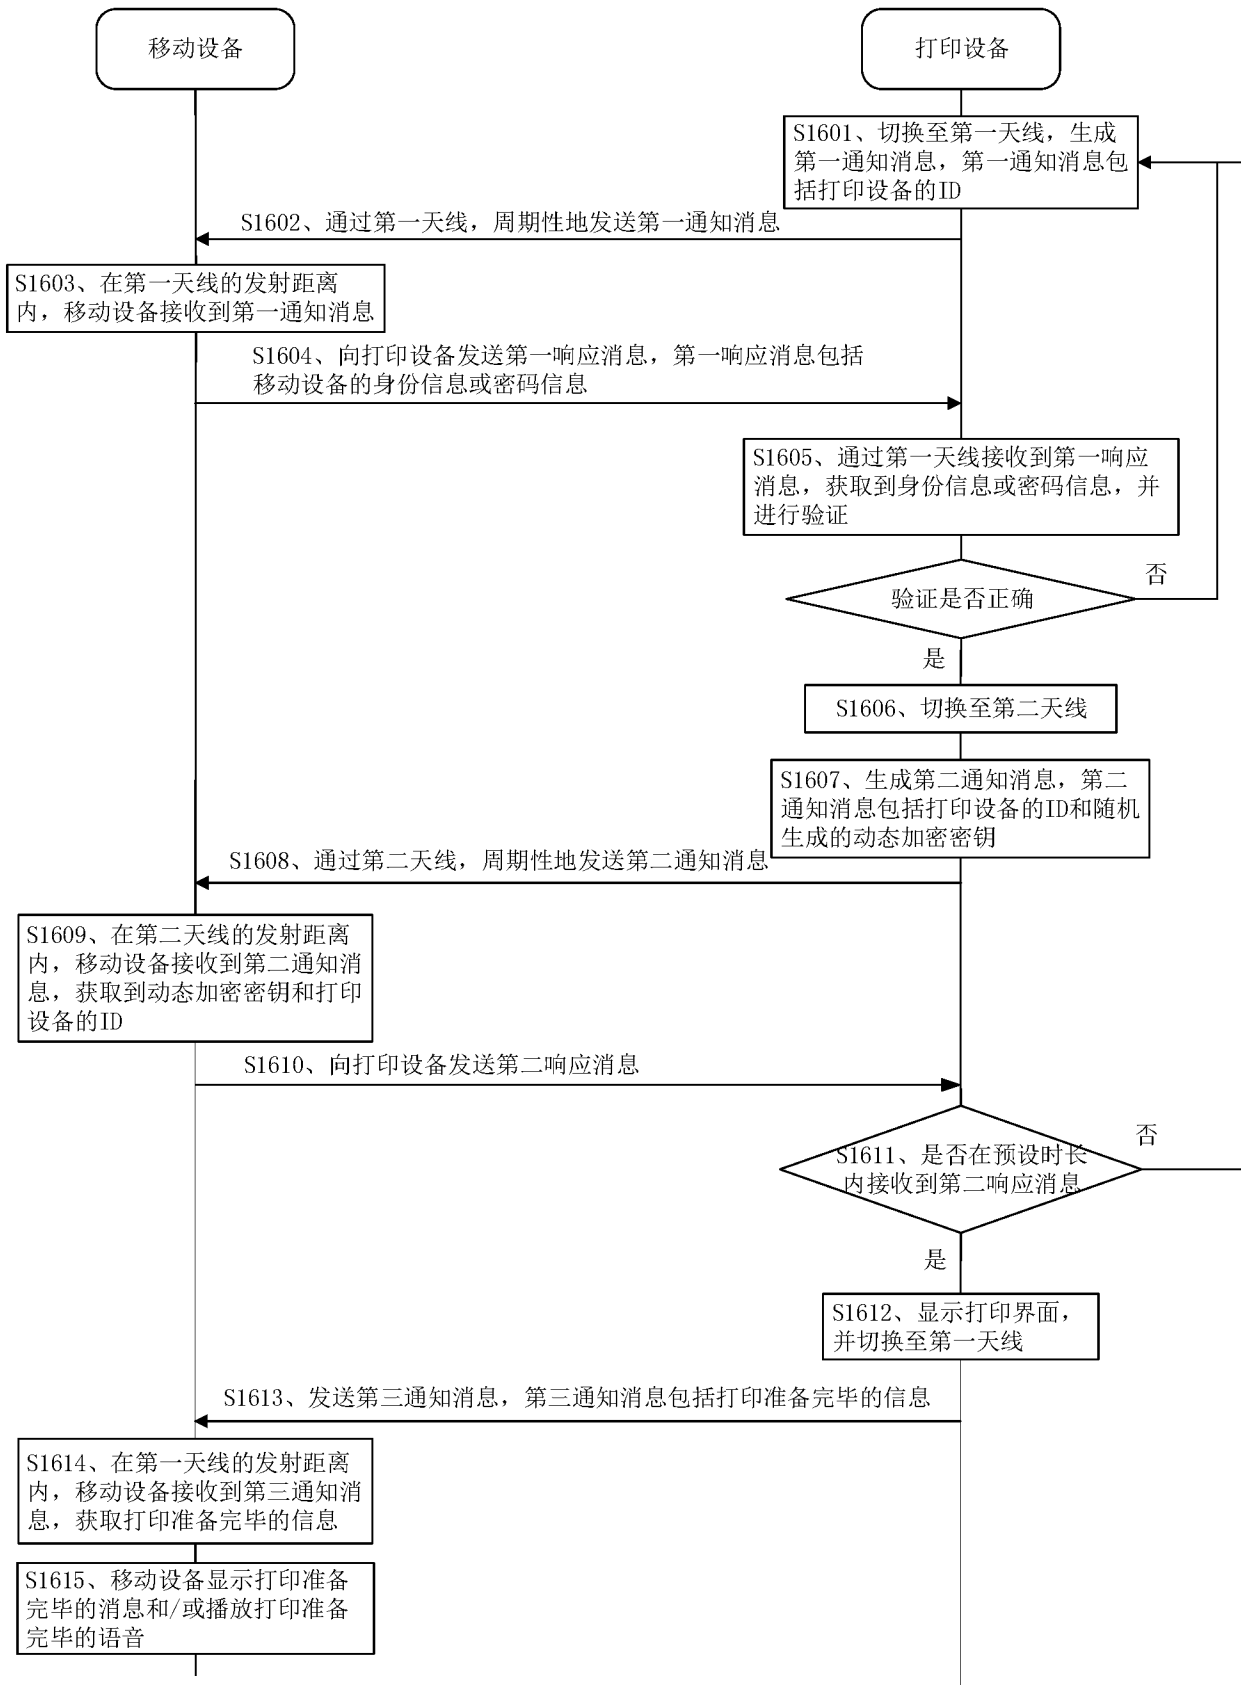 移动设备
打印设备
S1601、切换至第一天线，生成
第一通知消息，第一通知消息包
括打印设备的ID
S1602、通过第一天线，周期性地发送第一通知消息
S1603、在第一天线的发射距离
内，移动设备接收到第一通知消息
S1604、向打印设备发送第一响应消息，第一响应消息包括
移动设备的身份信息或密码信息
S1605、通过第一天线接收到第一响应
消息，获取到身份信息或密码信息，并
进行验证
验证是否正确
否
是
S1606、切换至第二天线
S1607、生成第二通知消息，第二
通知消息包括打印设备的ID和随机
生成的动态加密密钥
S1608、通过第二天线，周期性地发送第二通知消息
S1609、在第二天线的发射距离
内，移动设备接收到第二通知消
息，获取到动态加密密钥和打印
设备的ID
S1610、向打印设备发送第二响应消息
S1611、是否在预设时长
内接收到第二响应消息
否
是
S1612、显示打印界面，
并切换至第一天线
S1613、发送第三通知消息，第三通知消息包括打印准备完毕的信息
S1614、在第一天线的发射距离
内，移动设备接收到第三通知消
息，获取打印准备完毕的信息
S1615、移动设备显示打印准备
完毕的消息和/或播放打印准备
完毕的语音